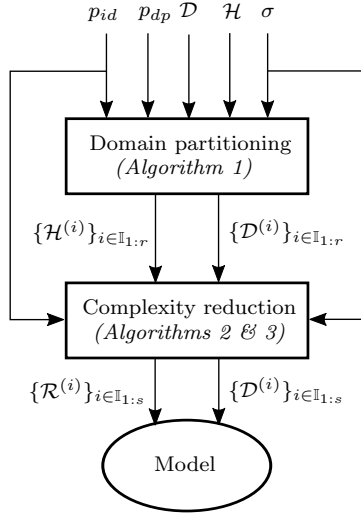 p_{id} p_{dp} 𝒟 ℋ σ
Domain partitioning
(Algorithm 1)
{ℋ^{(i)}}_{i∈𝕀_{1:r}} {𝒟^{(i)}}_{i∈𝕀_{1:r}}
Complexity reduction
(Algorithms 2 & 3)
{ℛ^{(i)}}_{i∈𝕀_{1:s}} {𝒟^{(i)}}_{i∈𝕀_{1:s}}
Model